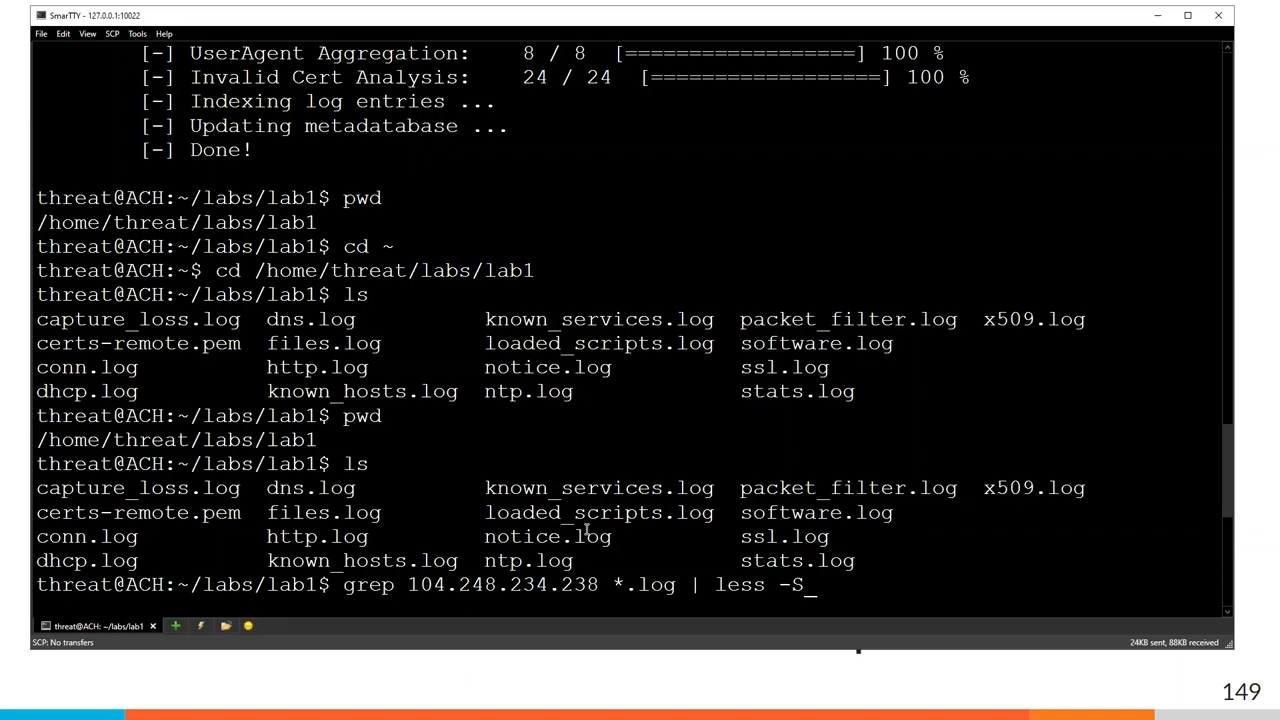 SmarTTY - 127.0.0.1:10022
File Edit View SCP Tools Help
[-] UserAgent Aggregation: 8 / 8 [==================] 100 %
[-] Invalid Cert Analysis: 24 / 24 [==================] 100 %
[-] Indexing log entries ...
[-] Updating metadatabase ...
[-] Done!
threat@ACH:~/labs/lab1$ pwd
/home/threat/labs/lab1
threat@ACH:~/labs/lab1$ cd ~
threat@ACH:~$ cd /home/threat/labs/lab1
threat@ACH:~/labs/lab1$ ls
capture_loss.log dns.log known_services.log packet_filter.log x509.log
certs-remote.pem files.log loaded_scripts.log software.log
conn.log http.log notice.log ssl.log
dhcp.log known_hosts.log ntp.log stats.log
threat@ACH:~/labs/lab1$ pwd
/home/threat/labs/lab1
threat@ACH:~/labs/lab1$ ls
capture_loss.log dns.log known_services.log packet_filter.log x509.log
certs-remote.pem files.log loaded_scripts.log software.log
conn.log http.log notice.log ssl.log
dhcp.log known_hosts.log ntp.log stats.log
threat@ACH:~/labs/lab1$ grep 104.248.234.238 *.log | less -S_
threat@ACH: ~/labs/lab1
SCP: No transfers 24KB sent, 88KB received
149